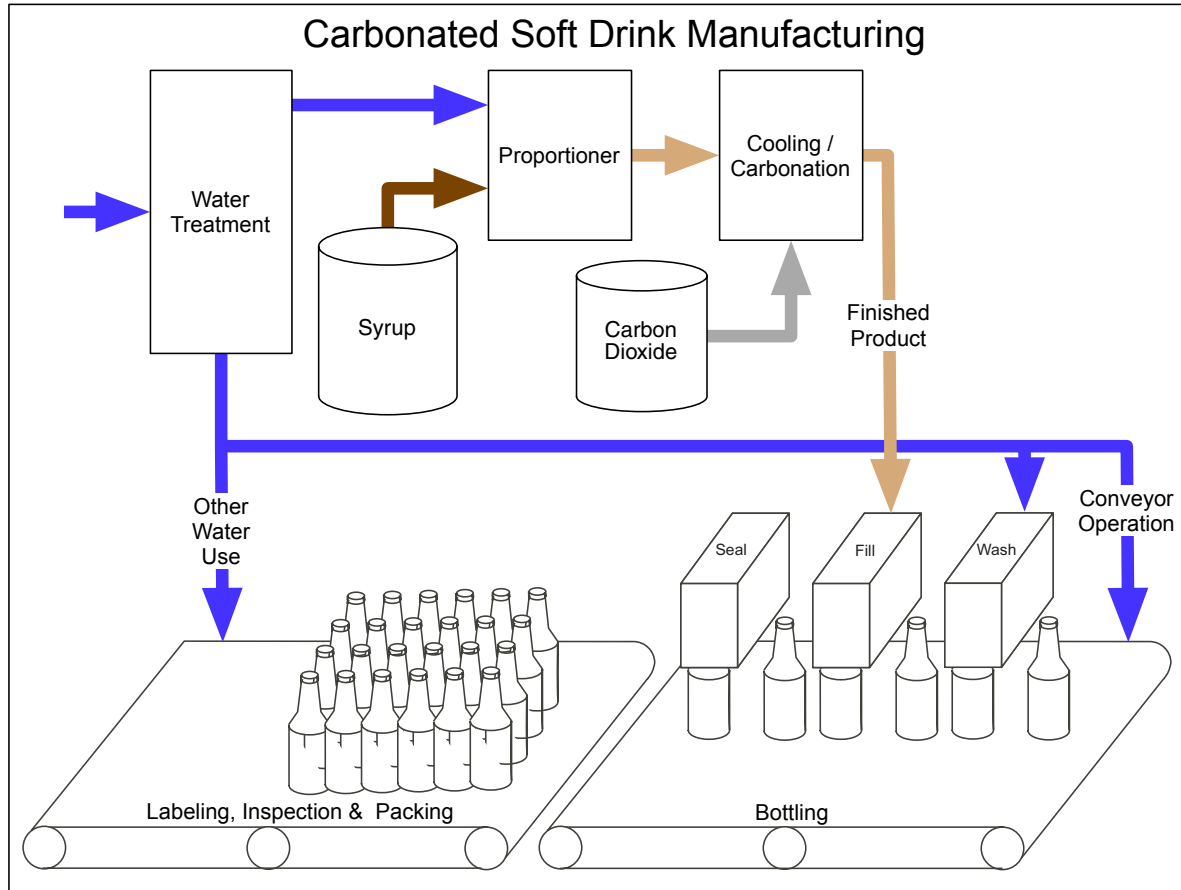 Carbonated Soft Drink Manufacturing
Water
Treatment
Proportioner
Cooling /
Carbonation
Syrup
Carbon
Dioxide
Finished
Product
Other
Water
Use
Conveyor
Operation
Seal
Fill
Wash
Labeling, Inspection & Packing
Bottling